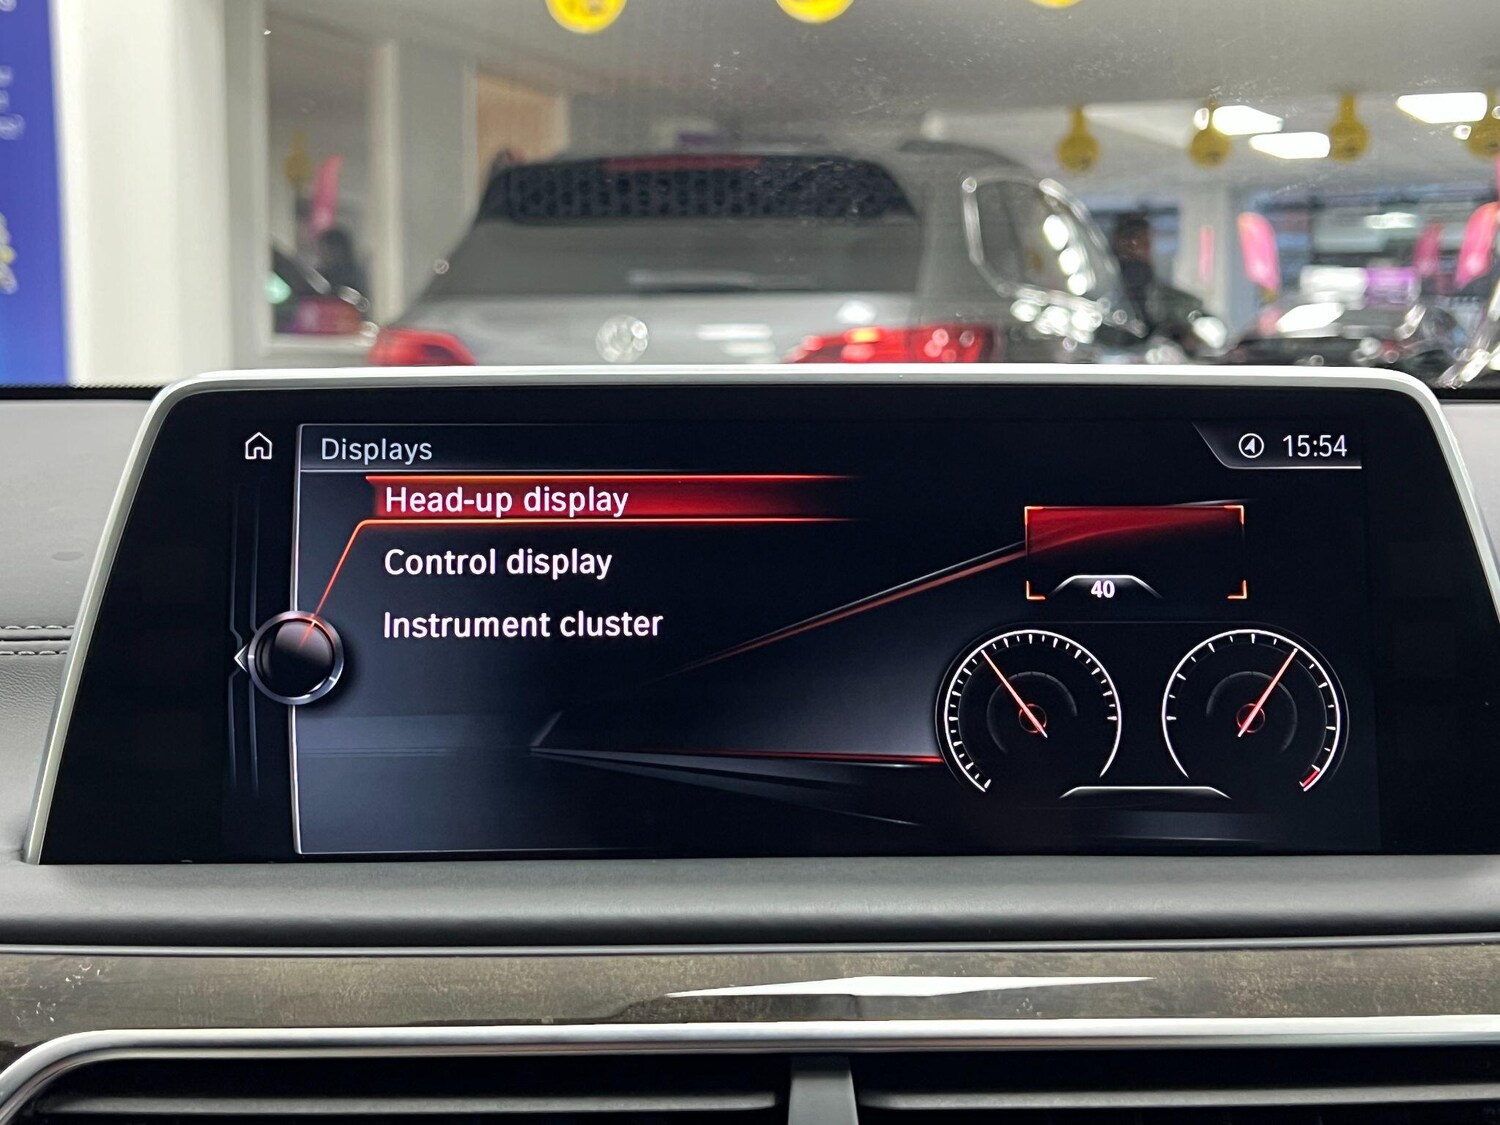 Displays
15:54
Head-up display
Control display
Instrument cluster
40